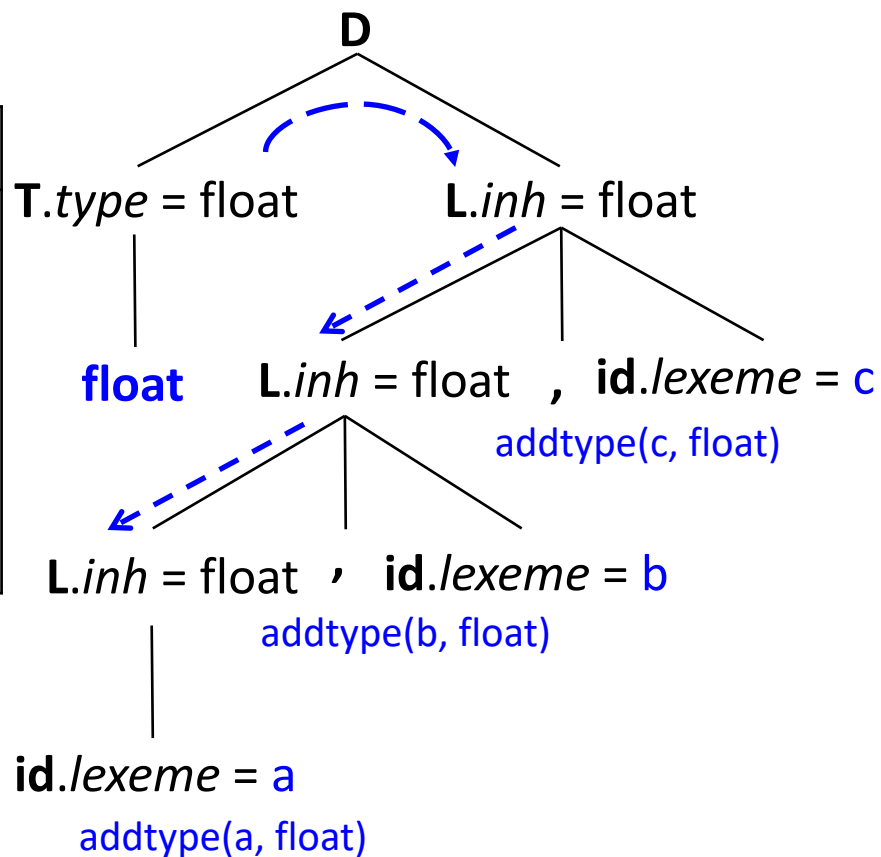 D
T.type = float L.inh = float
float L.inh = float , id.lexeme = c
addtype(c, float)
L.inh = float , id.lexeme = b
addtype(b, float)
id.lexeme = a
addtype(a, float)